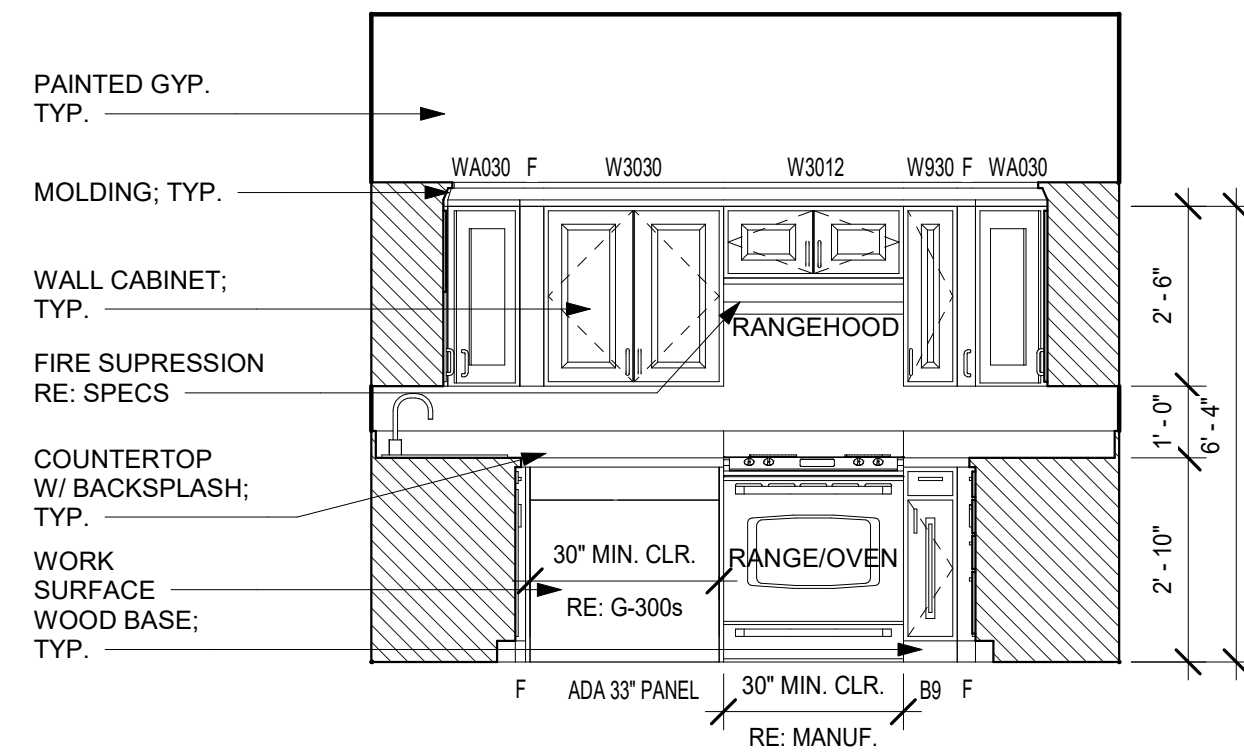 PAINTED GYP.
TYP.
WA030 F W3030 W3012 W930 F WA030
MOLDING; TYP.
WALL CABINET;
TYP.
RANGEHOOD
FIRE SUPRESSION
RE: SPECS
2' - 6"
1' - 0"
6' - 4"
2' - 10"
COUNTERTOP
W/ BACKSPLASH;
TYP.
30" MIN. CLR.
RE: G-300s
RANGE/OVEN
WORK
SURFACE
WOOD BASE;
TYP.
F ADA 33" PANEL 30" MIN. CLR. B9 F
RE: MANUF.